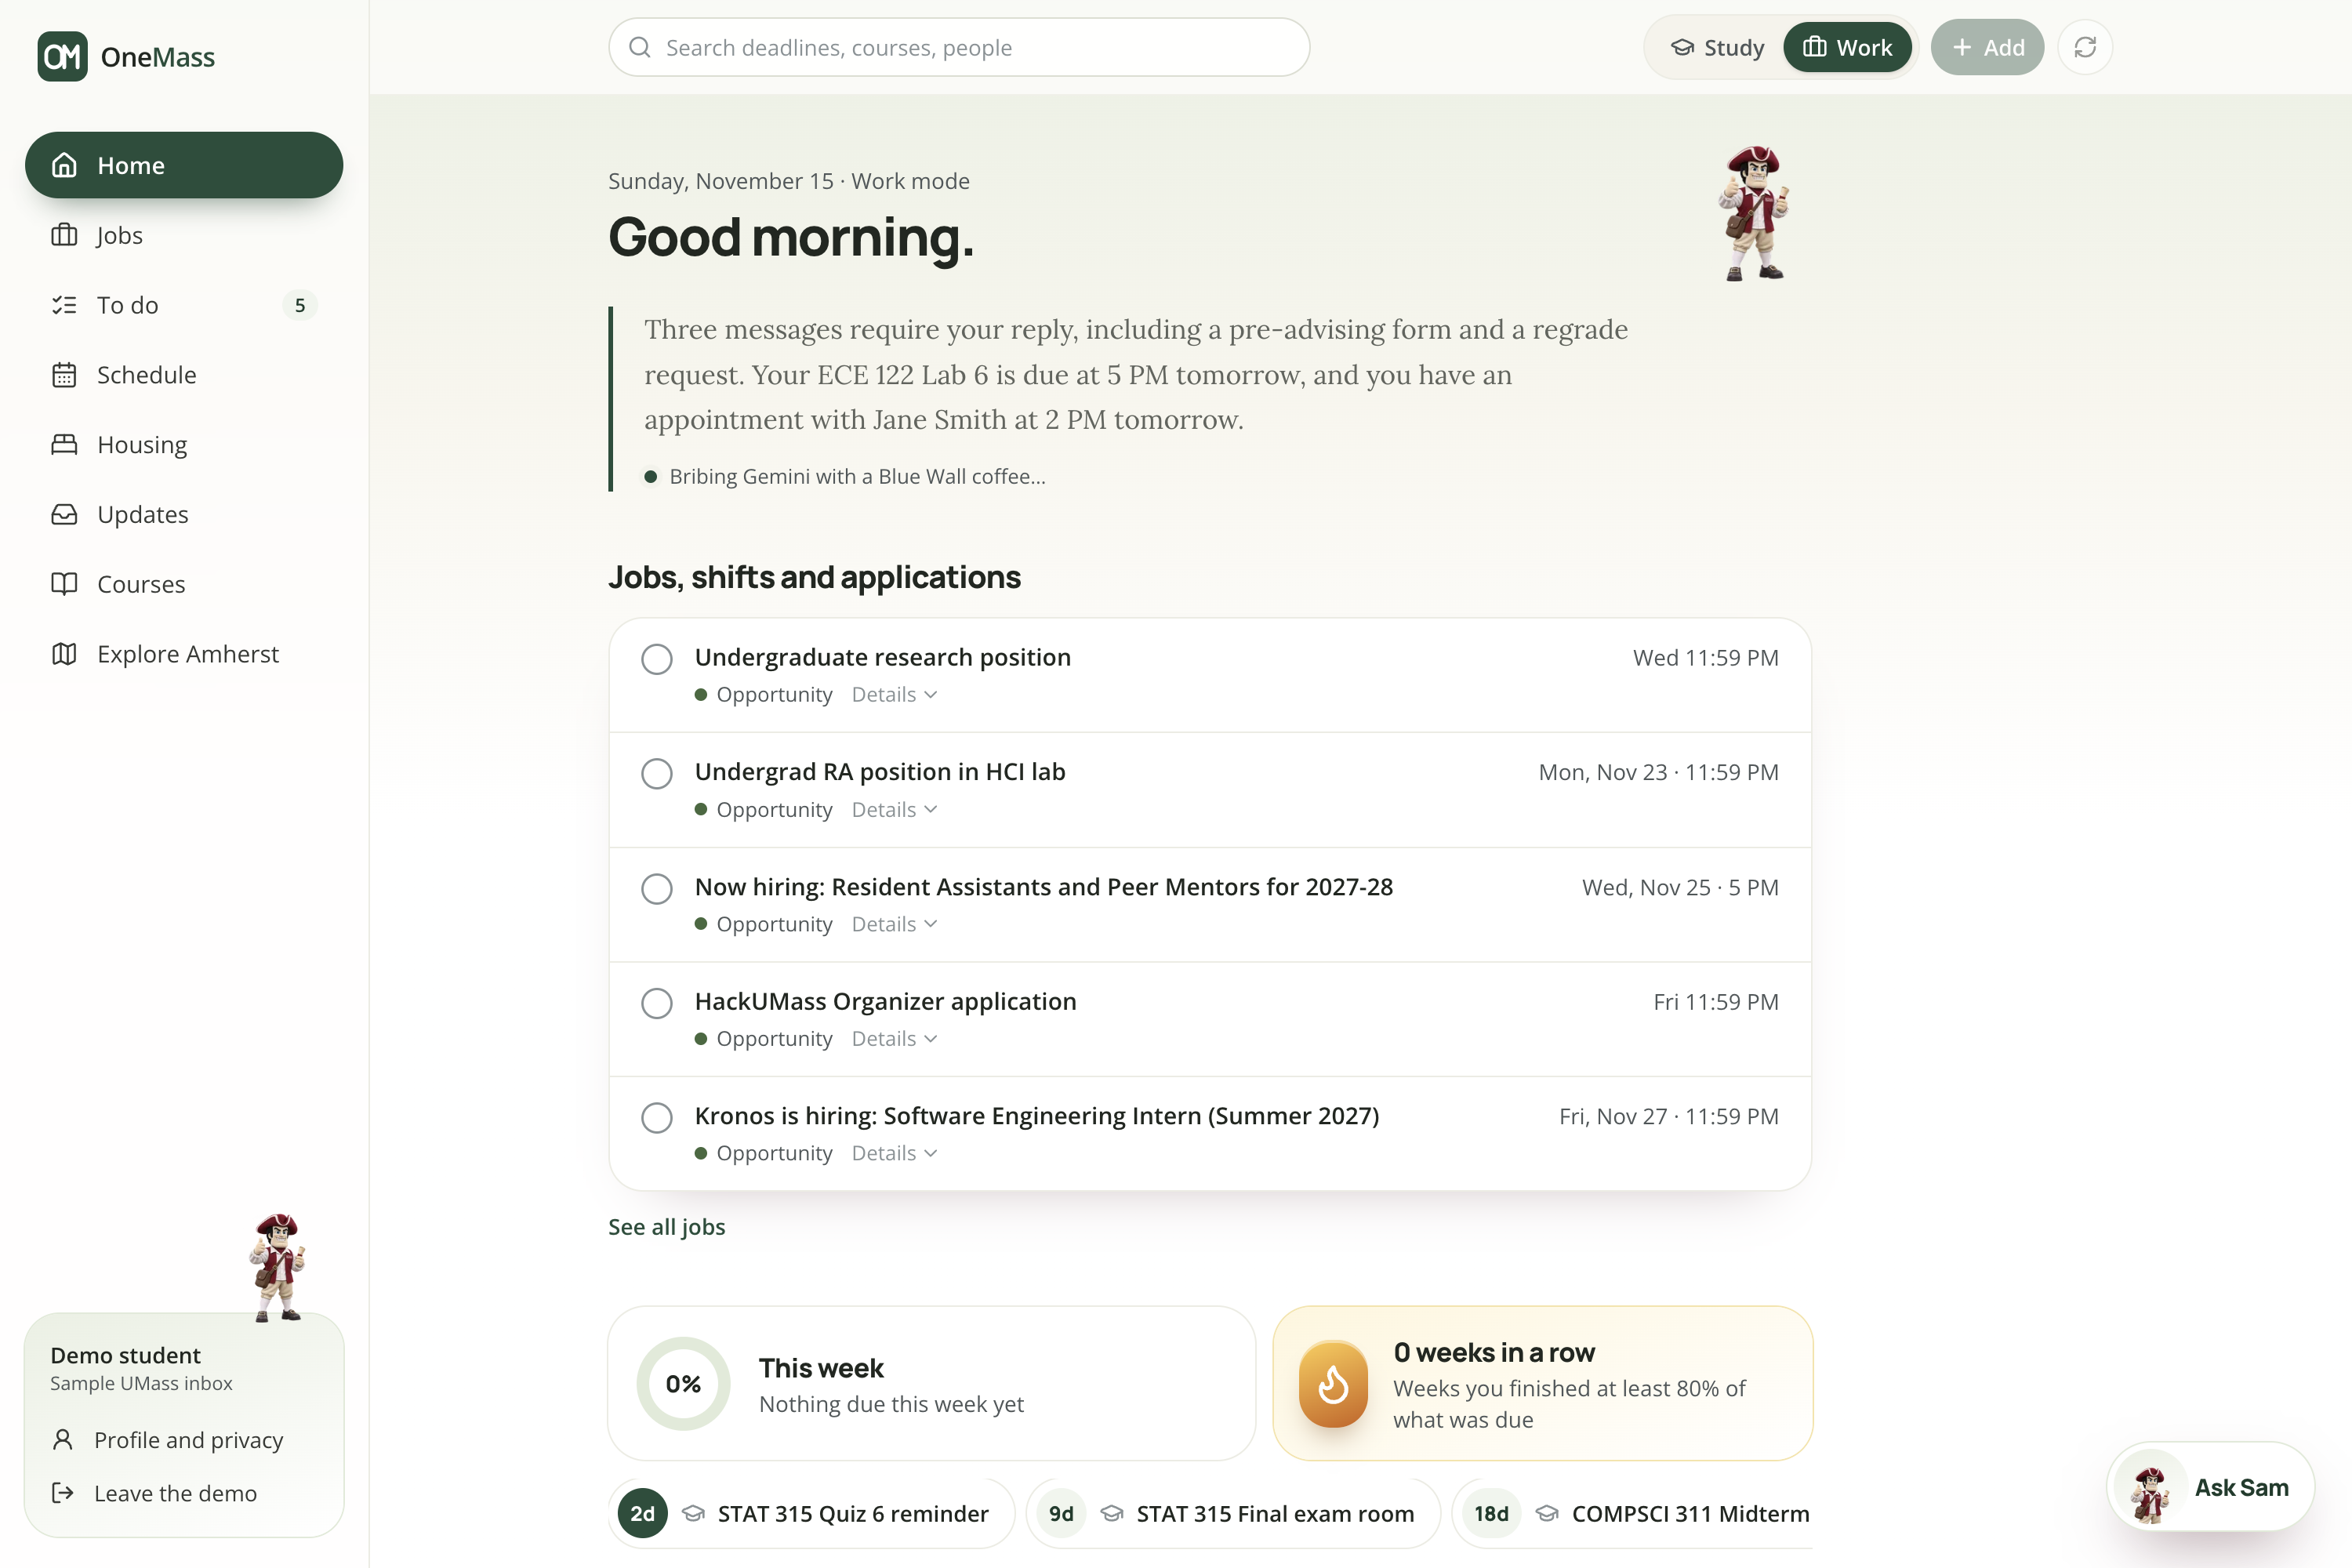 OM OneMass
Search deadlines, courses, people
Study
Work
Add
Home
Jobs
To do 5
Schedule
Housing
Updates
Courses
Explore Amherst
Demo student
Sample UMass inbox
Profile and privacy
Leave the demo
Sunday, November 15 · Work mode
Good morning.
Three messages require your reply, including a pre-advising form and a regrade
request. Your ECE 122 Lab 6 is due at 5 PM tomorrow, and you have an
appointment with Jane Smith at 2 PM tomorrow.
Bribing Gemini with a Blue Wall coffee...
Jobs, shifts and applications
Undergraduate research position Wed 11:59 PM
Opportunity Details
Undergrad RA position in HCI lab Mon, Nov 23 · 11:59 PM
Opportunity Details
Now hiring: Resident Assistants and Peer Mentors for 2027-28 Wed, Nov 25 · 5 PM
Opportunity Details
HackUMass Organizer application Fri 11:59 PM
Opportunity Details
Kronos is hiring: Software Engineering Intern (Summer 2027) Fri, Nov 27 · 11:59 PM
Opportunity Details
See all jobs
0%
This week
Nothing due this week yet
0 weeks in a row
Weeks you finished at least 80% of
what was due
2d STAT 315 Quiz 6 reminder
9d STAT 315 Final exam room
18d COMPSCI 311 Midterm
Ask Sam